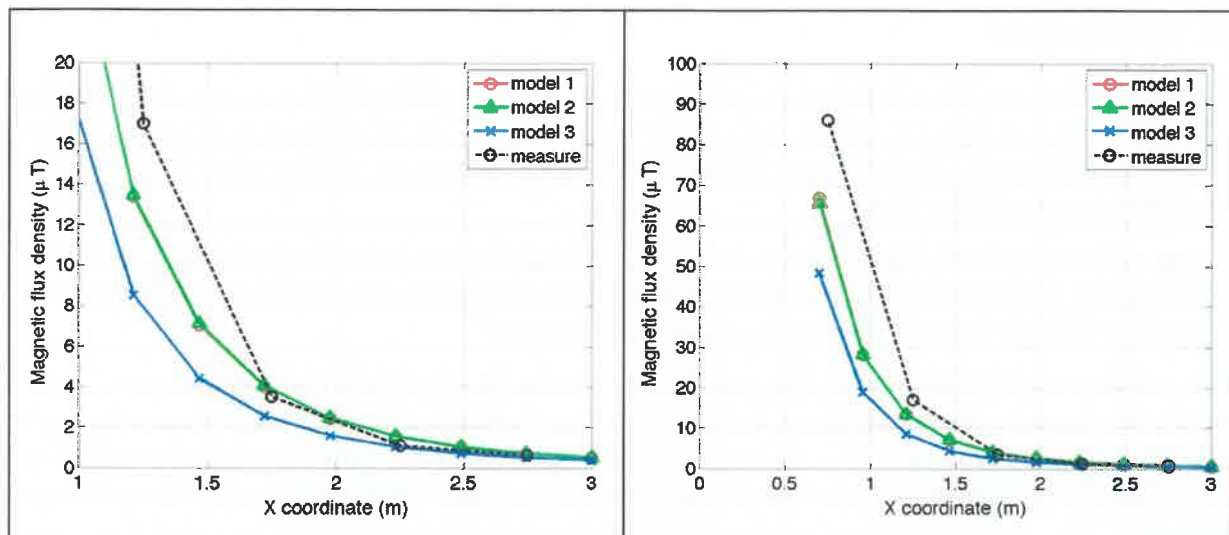 20
18
16
14
12
10
8
6
4
2
0
1
1.5
2
2.5
3
Magnetic flux density (μ T)
X coordinate (m)
model 1
model 2
model 3
measure
100
90
80
70
60
50
40
30
20
10
0
0
0.5
1
1.5
2
2.5
3
Magnetic flux density (μ T)
X coordinate (m)
model 1
model 2
model 3
measure